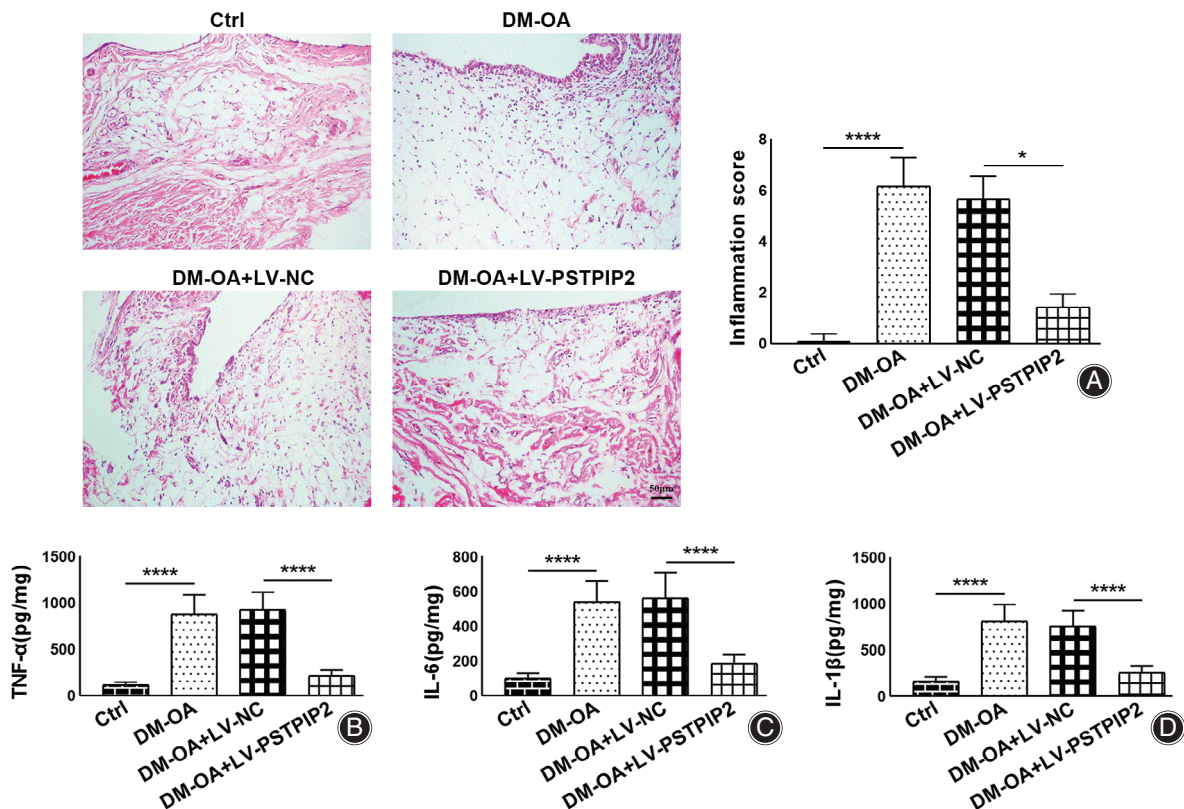 Ctrl
DM-OA
DM-OA+LV-NC
DM-OA+LV-PSTPIP2
50μm
Inflammation score
8
6
4
2
0
****
*
Ctrl
DM-OA
DM-OA+LV-NC
DM-OA+LV-PSTPIP2
A
TNF-α(pg/mg)
1500
1000
500
0
****
****
Ctrl
DM-OA
DM-OA+LV-NC
DM-OA+LV-PSTPIP2
B
IL-6(pg/mg)
800
600
400
200
0
****
****
Ctrl
DM-OA
DM-OA+LV-NC
DM-OA+LV-PSTPIP2
C
IL-1β(pg/mg)
1500
1000
500
0
****
****
Ctrl
DM-OA
DM-OA+LV-NC
DM-OA+LV-PSTPIP2
D